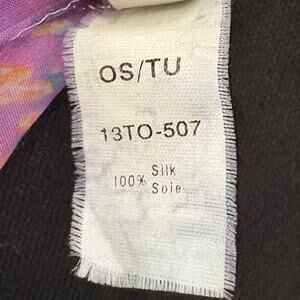 OS/TU
13TO-507
100% Silk
Soie